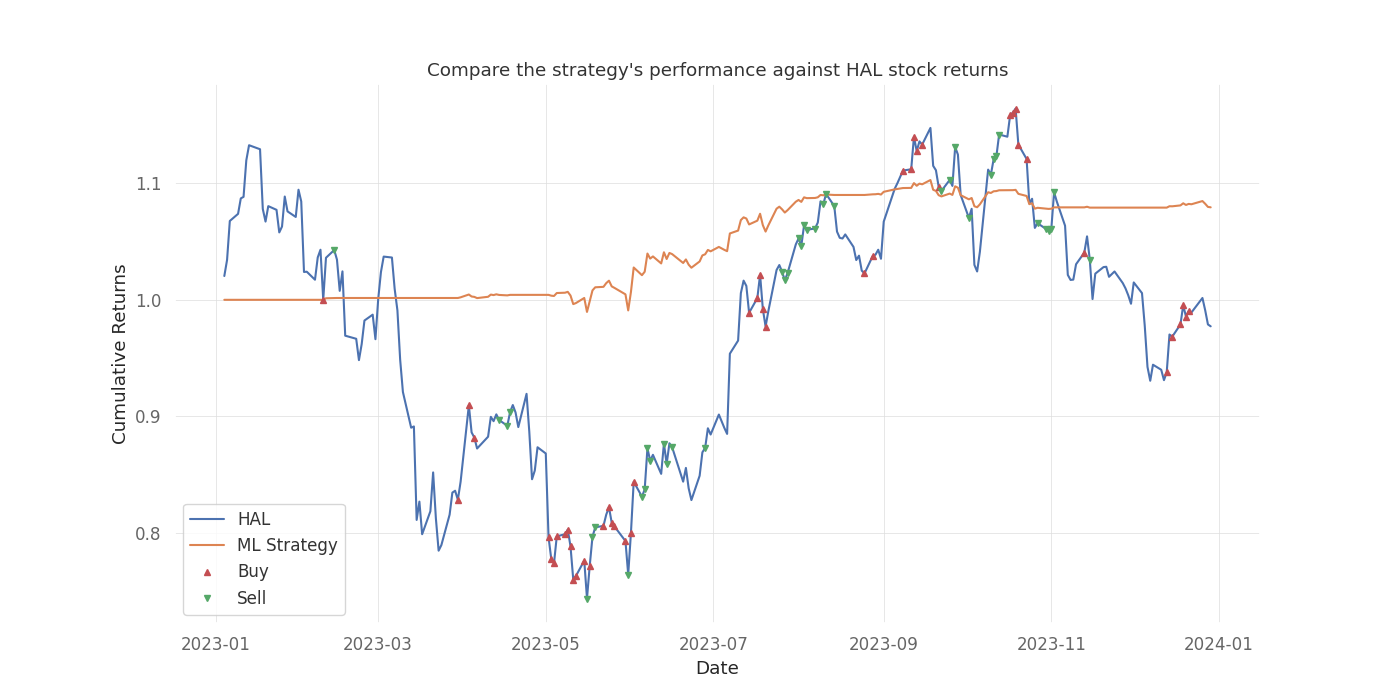 Compare the strategy's performance against HAL stock returns
Cumulative Returns
1.1
1.0
0.9
0.8
HAL
ML Strategy
Buy
Sell
2023-01
2023-03
2023-05
2023-07
2023-09
2023-11
2024-01
Date